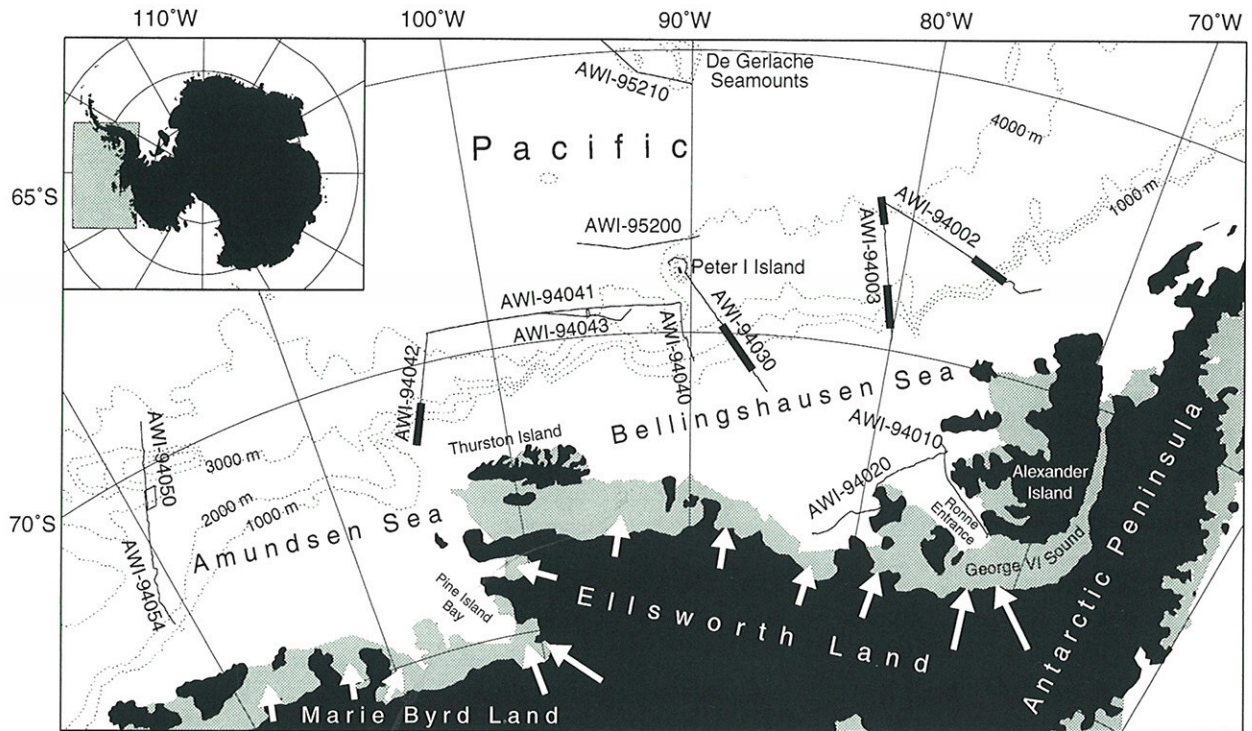 110°W
100°W
90°W
80°W
70°W
65°S
70°S
De Gerlache
Seamounts
AWI-95210
Pacific
4000 m
1000 m
AWI-95200
AWI-94002
AWI-94003
Peter I Island
AWI-94041
AWI-94043
AWI-94030
AWI-94042
AWI-94040
Bellingshausen Sea
AWI-94010
Thurston Island
AWI-94050
3000 m
2000 m
1000 m
AWI-94020
Alexander
Island
Ronne
Entrance
Amundsen Sea
George VI Sound
AWI-94054
Pine Island
Bay
Ellsworth Land
Antarctic Peninsula
Marie Byrd Land